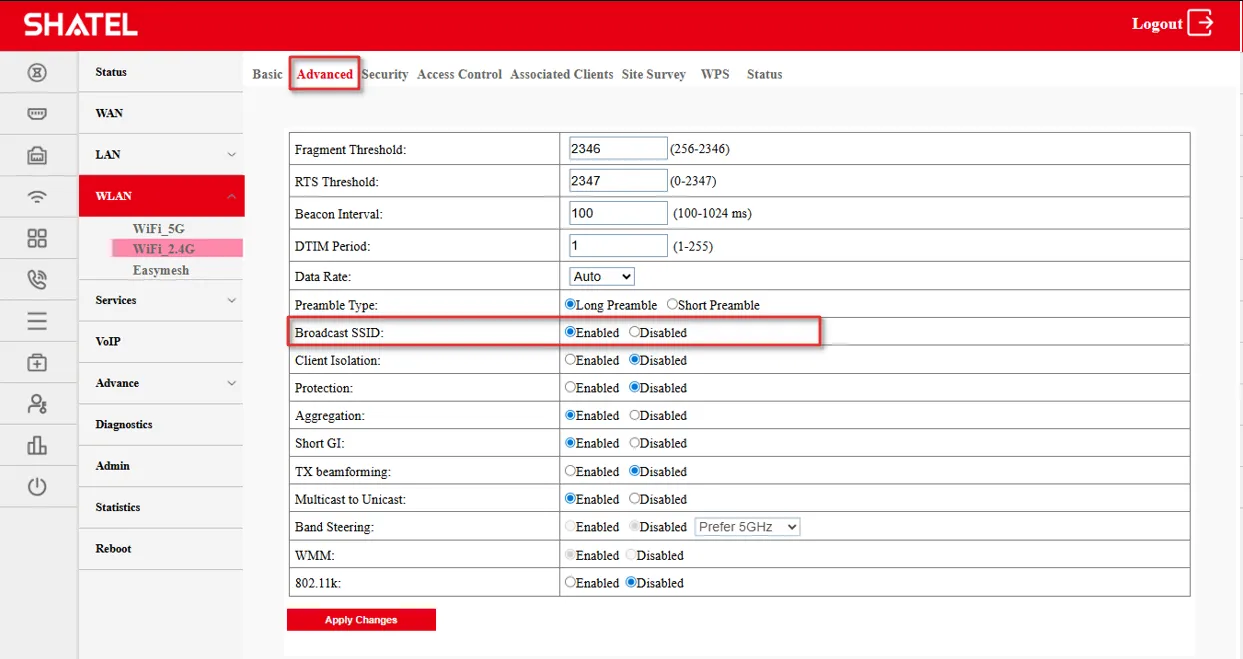 SHATEL
Logout
Status
WAN
LAN
WLAN
WiFi_5G
WiFi_2.4G
Easymesh
Services
VoIP
Advance
Diagnostics
Admin
Statistics
Reboot
Basic Advanced Security Access Control Associated Clients Site Survey WPS Status
Fragment Threshold: 2346 (256-2346)
RTS Threshold: 2347 (0-2347)
Beacon Interval: 100 (100-1024 ms)
DTIM Period: 1 (1-255)
Data Rate: Auto
Preamble Type: Long Preamble Short Preamble
Broadcast SSID: Enabled Disabled
Client Isolation: Enabled Disabled
Protection: Enabled Disabled
Aggregation: Enabled Disabled
Short GI: Enabled Disabled
TX beamforming: Enabled Disabled
Multicast to Unicast: Enabled Disabled
Band Steering: Enabled Disabled Prefer 5GHz
WMM: Enabled Disabled
802.11k: Enabled Disabled
Apply Changes